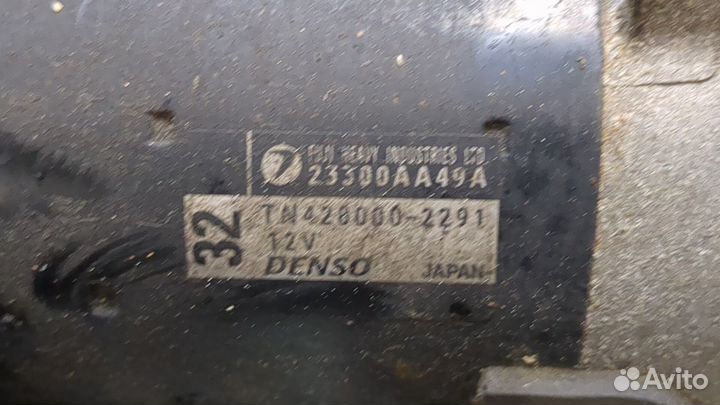 FUJI HEAVY INDUSTRIES LTD
23300AA49A
32
TN428000-2291
12V
DENSO JAPAN
Avito